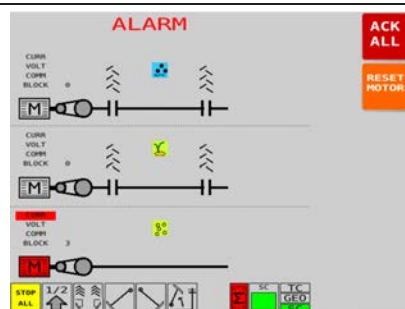 ALARM
ACK
ALL
RESET
MOTOR
CURR
VOLT
COMM
BLOCK 0
M
CURR
VOLT
COMM
BLOCK 0
M
CURR
VOLT
COMM
BLOCK 3
M
STOP
ALL
1/2
Σ
SC
TC
GEO
SC